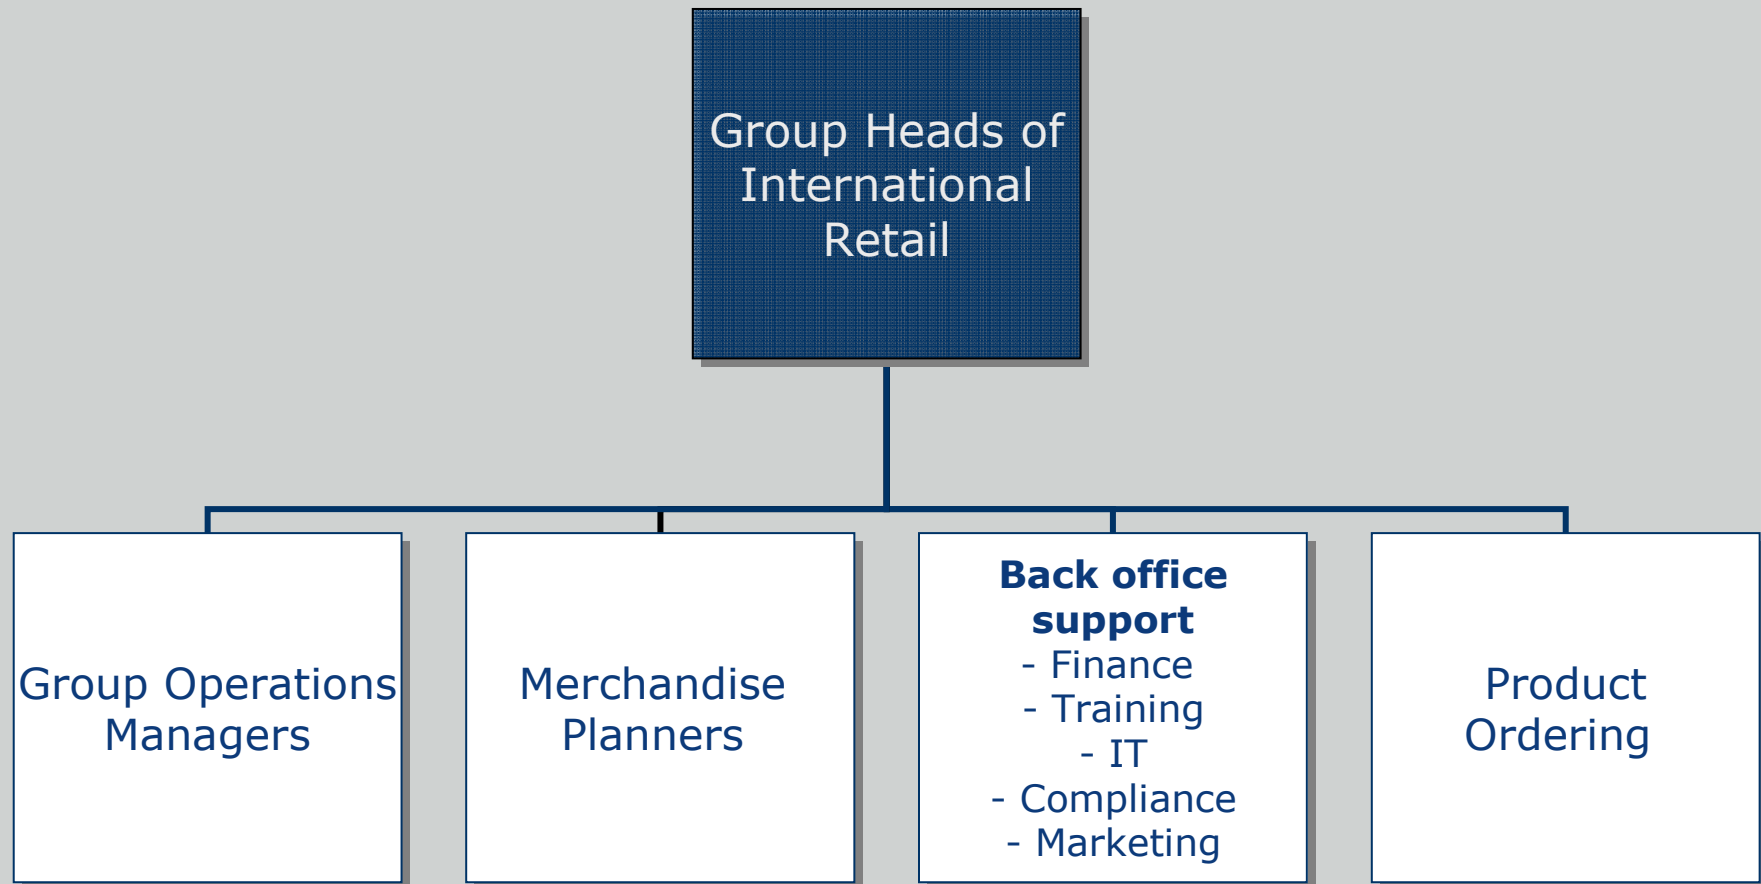 Group Heads of
International
Retail
Group Operations
Managers
Merchandise
Planners
Back office
support
- Finance
- Training
- IT
- Compliance
- Marketing
Product
Ordering